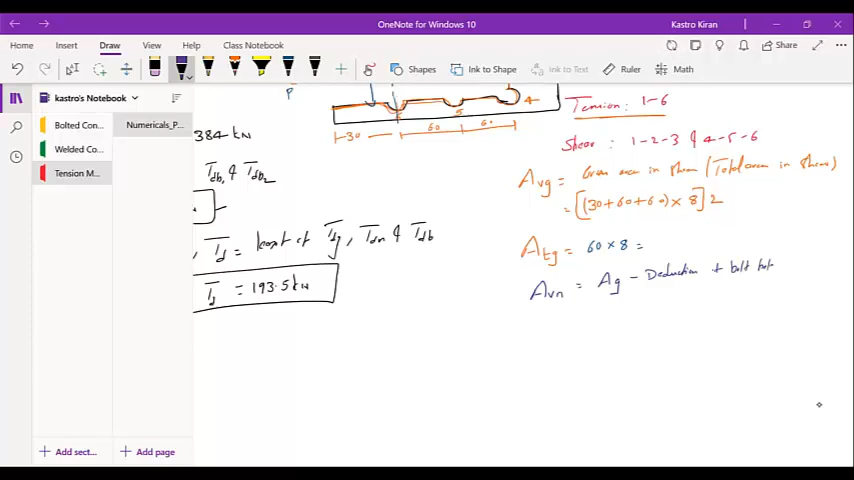 OneNote for Windows 10
Kastro Kiran
Home Insert Draw View Help Class Notebook
Share
Shapes Ink to Shape Ink to Text Ruler Math
kastro's Notebook
Bolted Con...
Welded Co...
Tension M...
Numericals_P...
Add sect...
Add page
P
5
4
30 60 60
384 kN
Tdb1 & Tdb2
Td = least of Tdg, Tdn & Tdb
Td = 193.5 kN
Tension: 1-6
Shear: 1-2-3 & 4-5-6
Avg = Gross area in shear (Total area in shear)
= [(30+60+60) × 8] 2
Atg = 60 × 8 =
Avn = Ag - Deduction + bolt